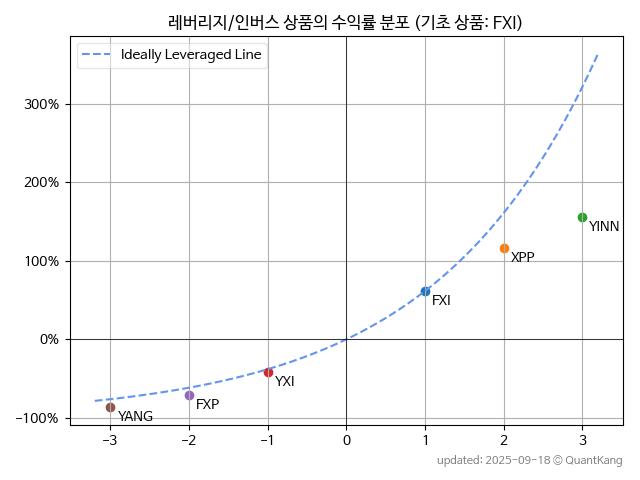 레버리지/인버스 상품의 수익률 분포 (기초 상품: FXI)
Ideally Leveraged Line
300%
200%
100%
0%
−100%
YINN
XPP
FXI
YXI
FXP
YANG
−3 −2 −1 0 1 2 3
updated: 2025-09-18 © QuantKang